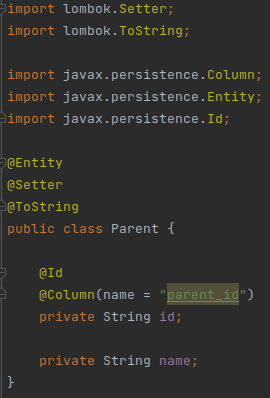 import lombok.Setter;
import lombok.ToString;
import javax.persistence.Column;
import javax.persistence.Entity;
import javax.persistence.Id;
@Entity
@Setter
@ToString
public class Parent {
@Id
@Column(name = "parent_id")
private String id;
private String name;
}